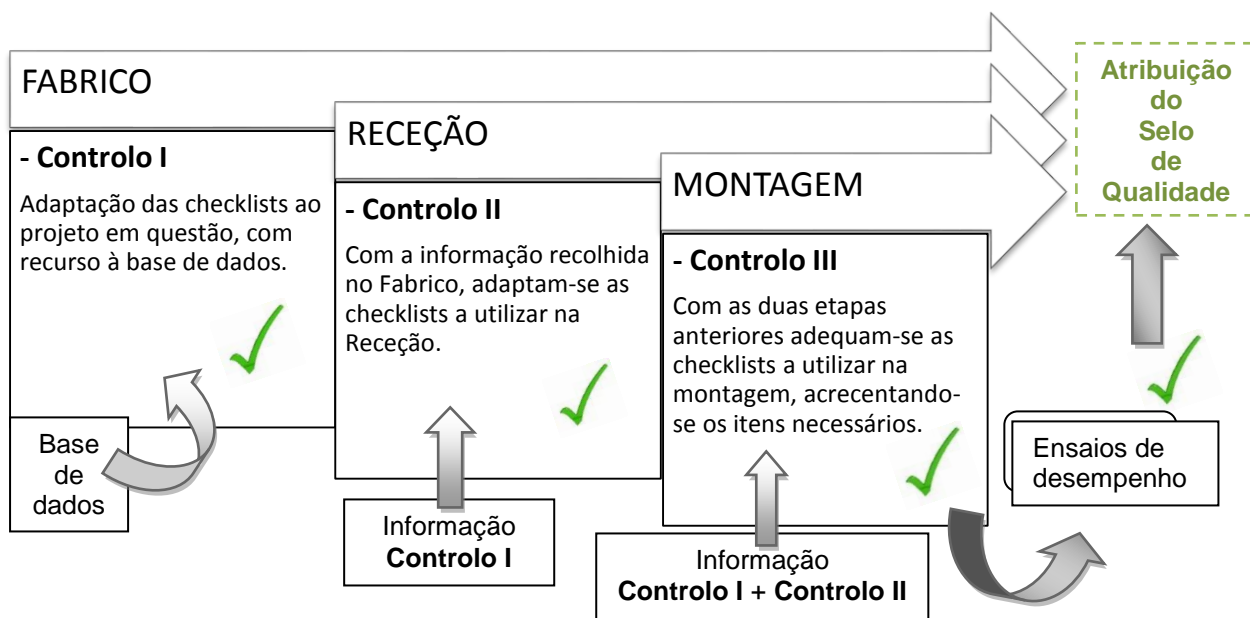 FABRICO
- Controlo I
Adaptação das checklists ao
projeto em questão, com
recurso à base de dados.
Base
de
dados
RECEÇÃO
- Controlo II
Com a informação recolhida
no Fabrico, adaptam-se as
checklists a utilizar na
Receção.
Informação
Controlo I
MONTAGEM
- Controlo III
Com as duas etapas
anteriores adequam-se as
checklists a utilizar na
montagem, acrecentando-
se os itens necessários.
Informação
Controlo I + Controlo II
Ensaios de
desempenho
Atribuição
do
Selo
de
Qualidade